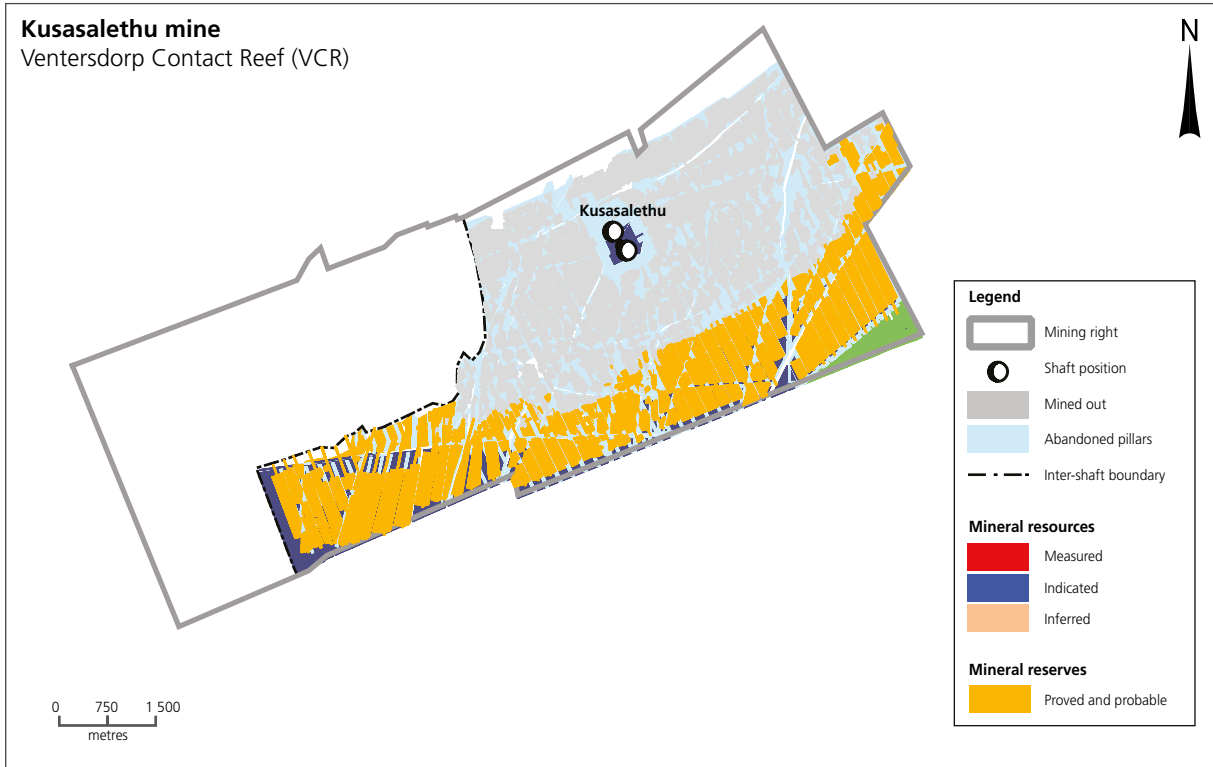 Kusasalethu mine
Ventersdorp Contact Reef (VCR)
N
Kusasalethu
Legend
Mining right
Shaft position
Mined out
Abandoned pillars
Inter-shaft boundary
Mineral resources
Measured
Indicated
Inferred
Mineral reserves
Proved and probable
0 750 1 500
metres